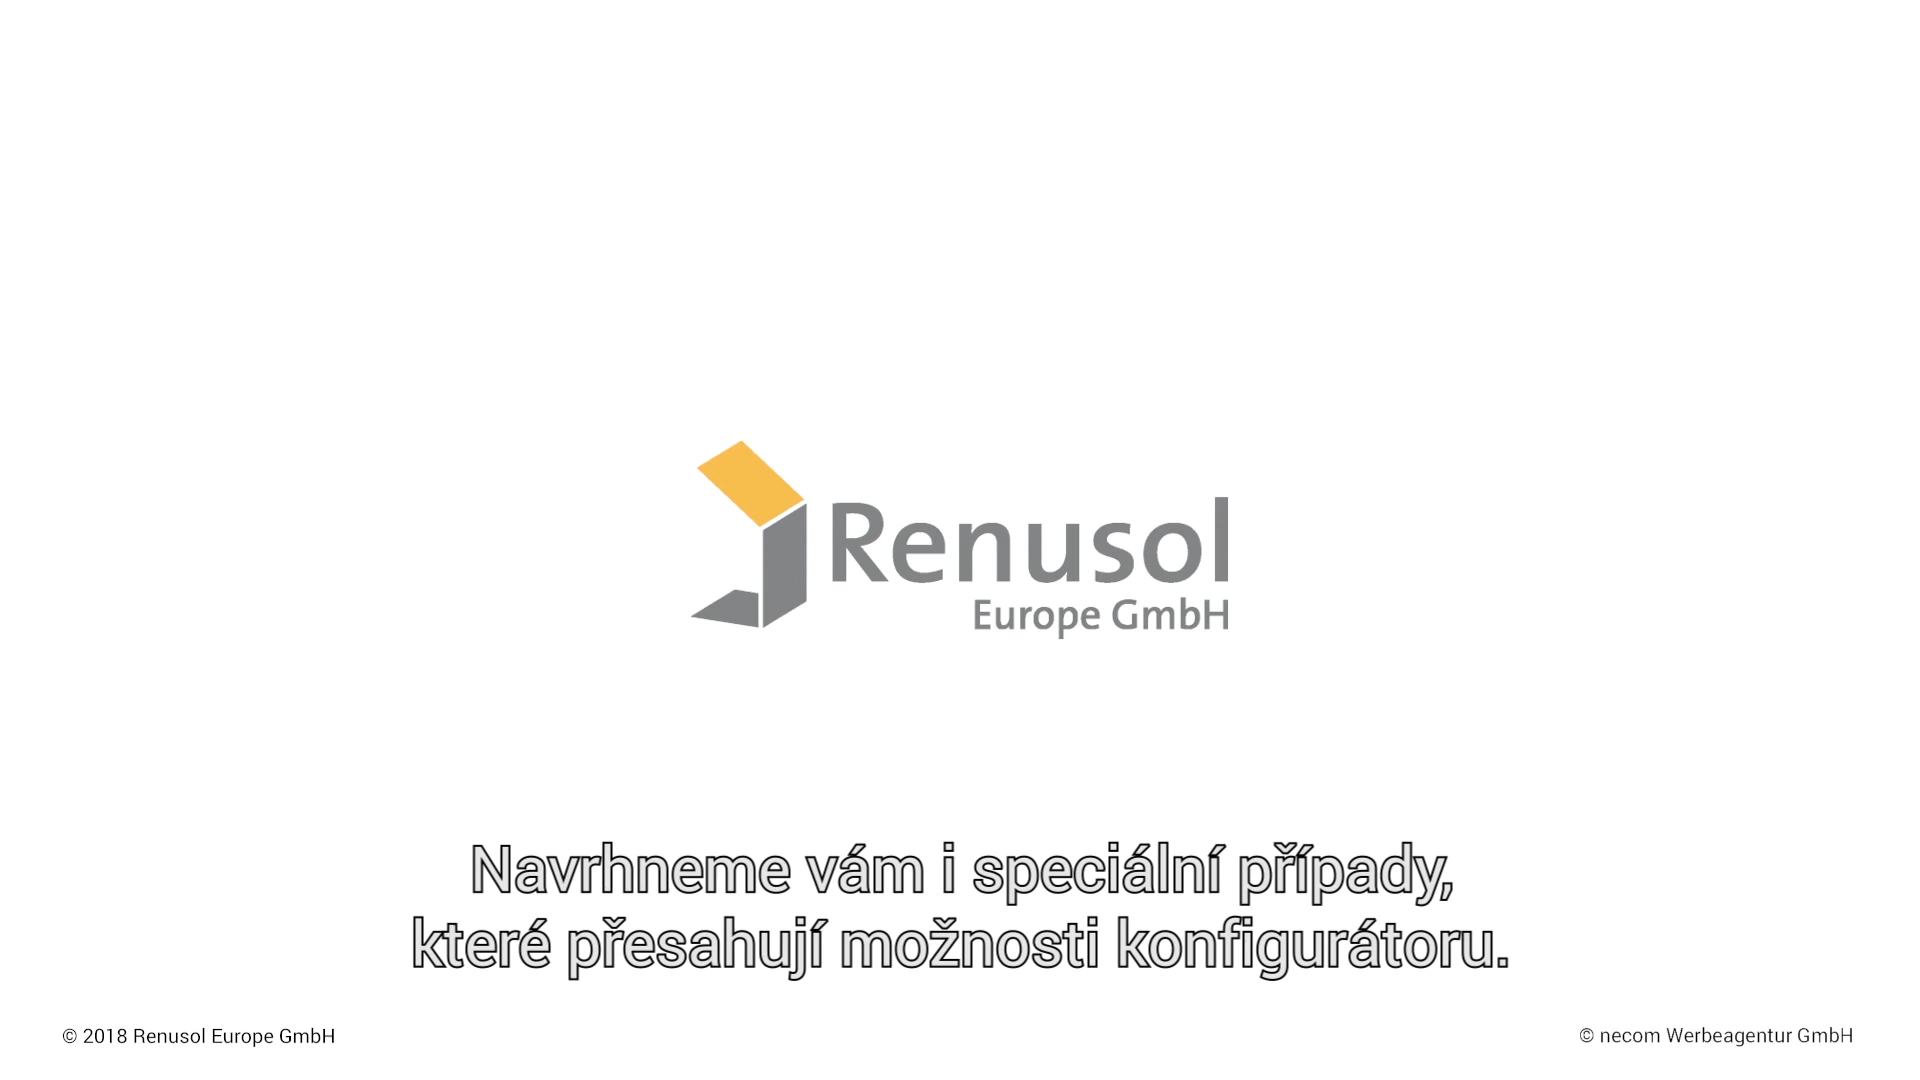 Renusol
Europe GmbH
Navrhneme vám i speciální případy,
které přesahují možnosti konfigurátoru.
© 2018 Renusol Europe GmbH
© necom Werbeagentur GmbH